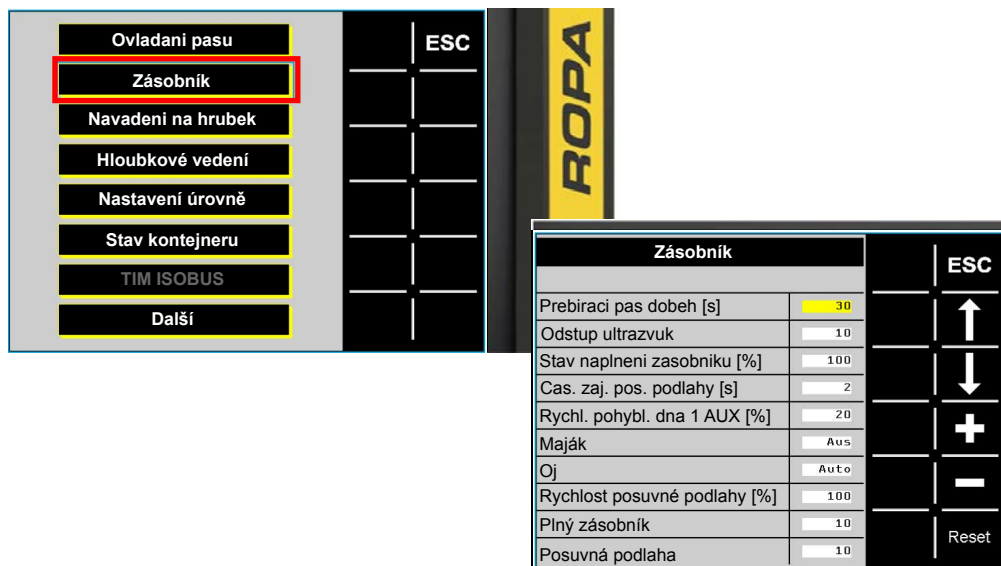 Ovladani pasu
ESC
Zásobník
Navadeni na hrubek
Hloubkové vedení
Nastavení úrovně
Stav kontejneru
TIM ISOBUS
Další
ROPA
Zásobník
ESC
Prebiraci pas dobeh [s] 30
Odstup ultrazvuk 10
Stav naplneni zasobniku [%] 100
Cas. zaj. pos. podlahy [s] 2
Rychl. pohybl. dna 1 AUX [%] 20
Maják Aus
Oj Auto
Rychlost posuvné podlahy [%] 100
Plný zásobník 10
Reset
Posuvná podlaha 10